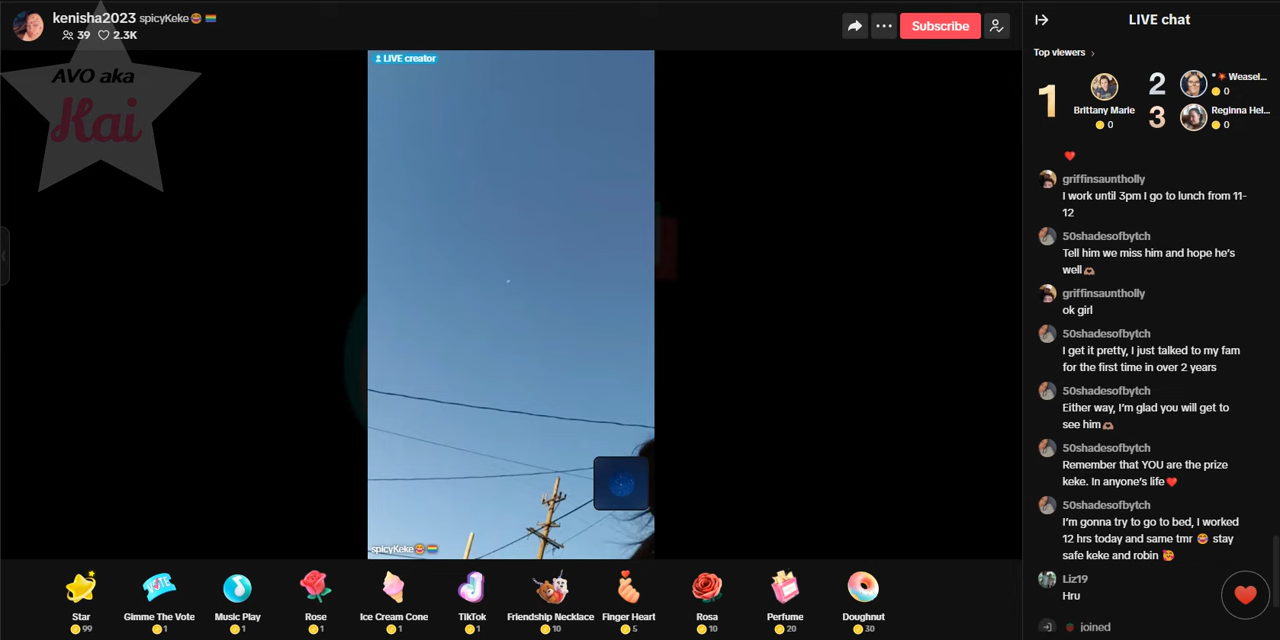 kenisha2023 spicyKeke
39 2.3K
Subscribe
AVO aka
Kai
LIVE creator
spicyKeke
Star
99
Gimme The Vote
1
Music Play
1
Rose
1
Ice Cream Cone
1
TikTok
1
Friendship Necklace
10
Finger Heart
5
Rosa
10
Perfume
20
Doughnut
30
LIVE chat
Top viewers
1
Brittany Marie
0
2
Weasel...
0
3
Reginna Hel...
0
griffinsauntholly
I work until 3pm I go to lunch from 11-
12
50shadesofbytch
Tell him we miss him and hope he's
well
griffinsauntholly
ok girl
50shadesofbytch
I get it pretty, I just talked to my fam
for the first time in over 2 years
50shadesofbytch
Either way, I'm glad you will get to
see him
50shadesofbytch
Remember that YOU are the prize
keke. In anyone's life
50shadesofbytch
I'm gonna try to go to bed, I worked
12 hrs today and same tmr 🥰 stay
safe keke and robin 🥰
Liz19
Hru
joined